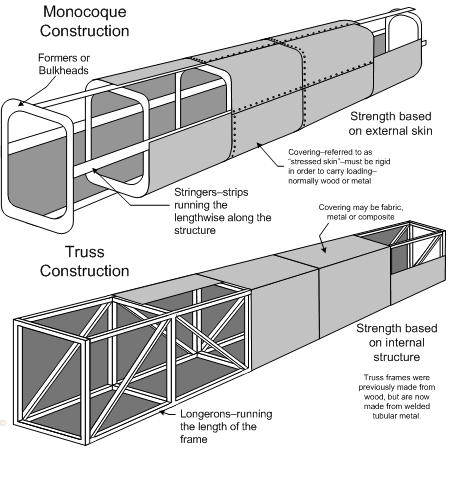 Monocoque
Construction
Formers or
Bulkheads
Strength based
on external skin
Covering–referred to as
“stressed skin”–must be rigid
in order to carry loading–
normally wood or metal
Stringers–strips
running the
lengthwise along the
structure
Covering may be fabric,
metal or composite
Truss
Construction
Strength based
on internal
structure
Truss frames were
previously made from
wood, but are now
made from welded
tubular metal.
Longerons–running
the length of the
frame